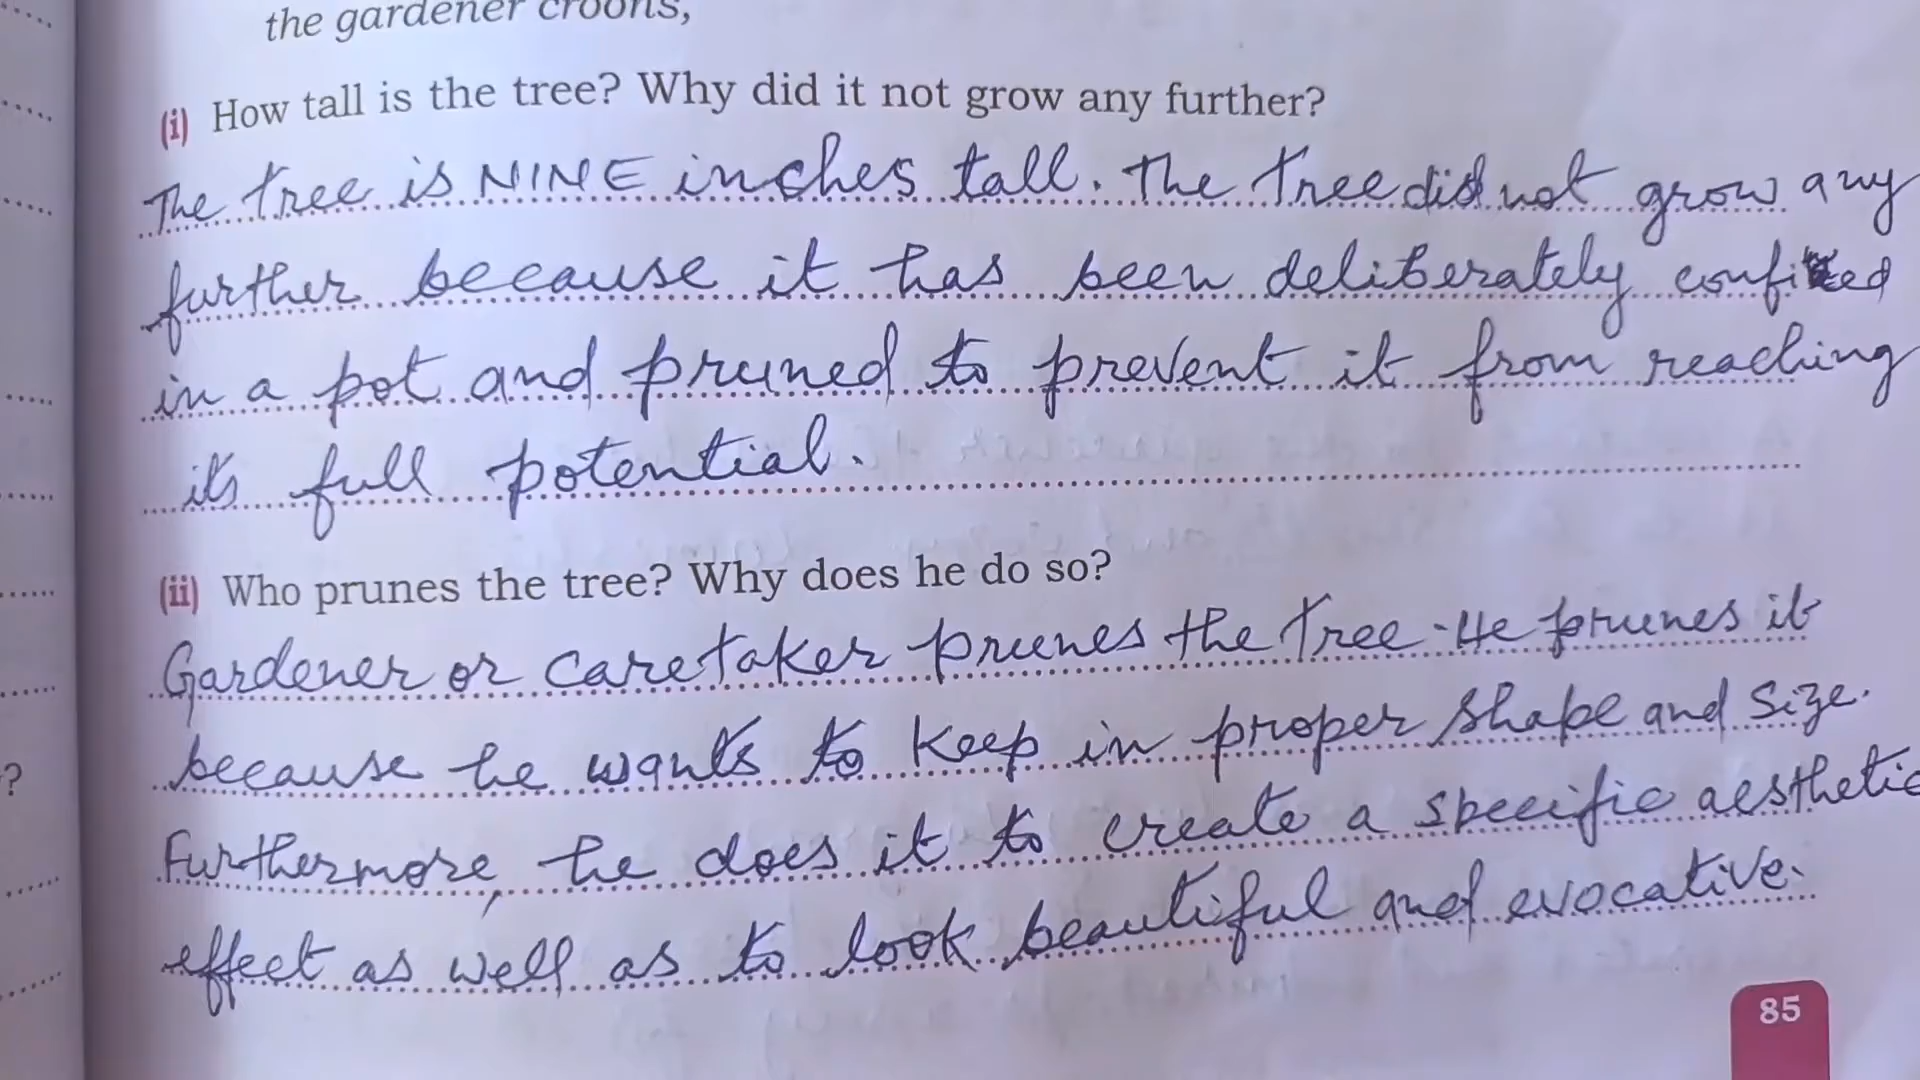 the gardener croons,
(i) How tall is the tree? Why did it not grow any further?
The tree is NINE inches tall. The tree did not grow any
further because it has been deliberately
in a pot and pruned to prevent it from reaching
its full potential.
(ii) Who prunes the tree? Why does he do so?
Gardener or caretaker prunes the tree. He prunes it
because he wants to keep in proper shape and size.
Furthermore, he does it to create a specific aesthetic
effect as well as to look beautiful and evocative.
?
85